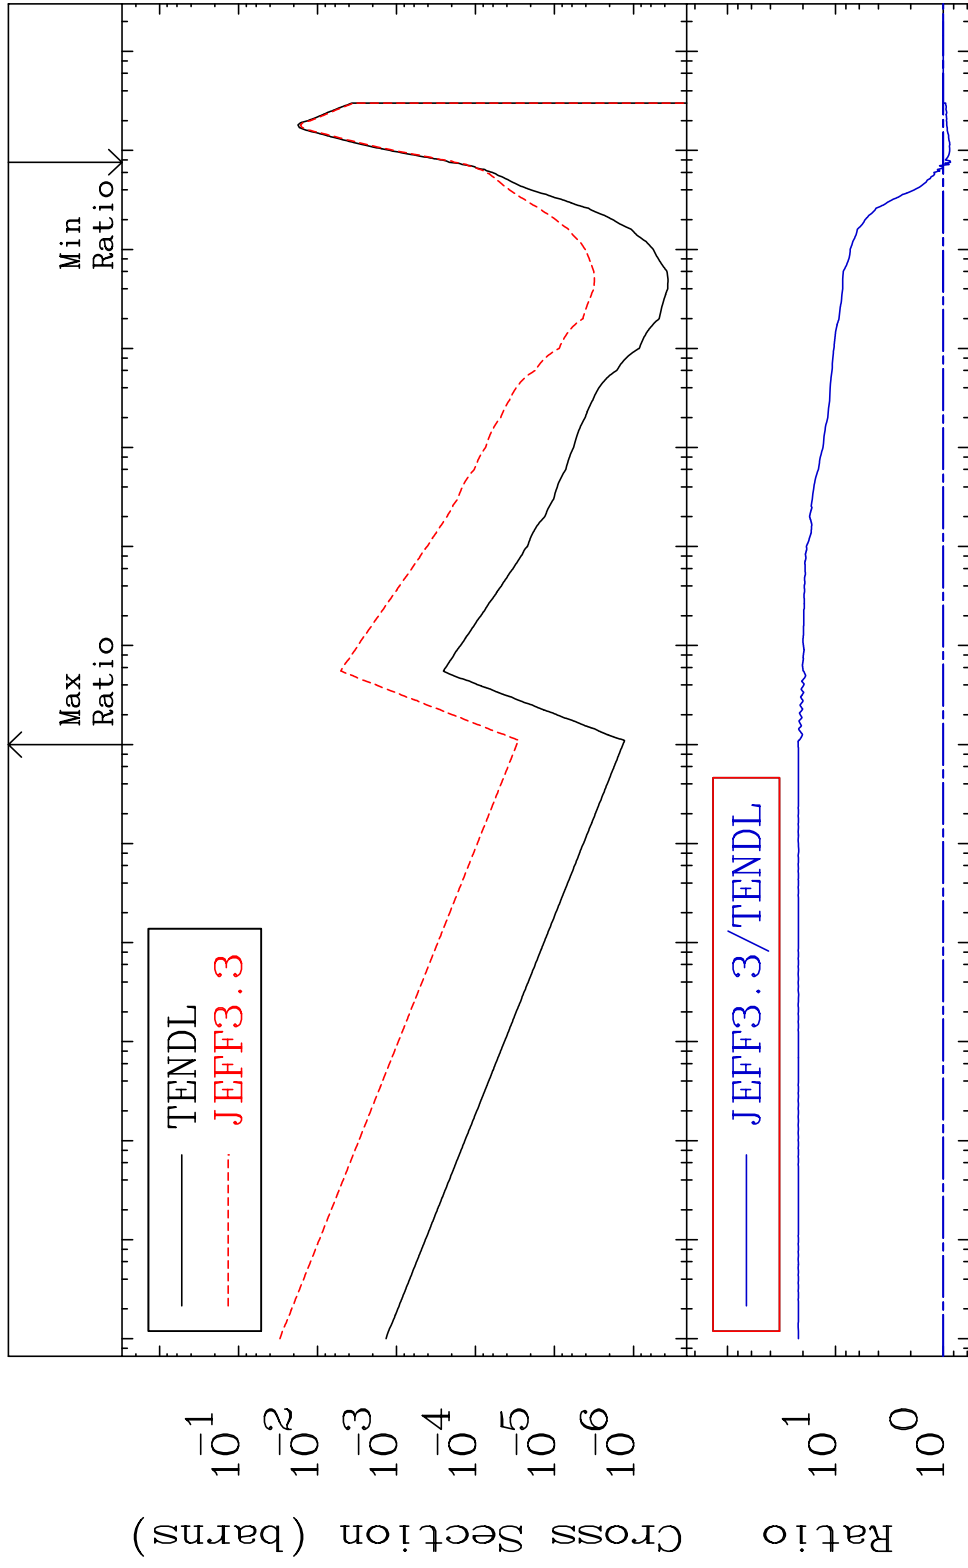 Max
Ratio
Min
Ratio
Cross Section (barns)
10⁻¹
10⁻²
10⁻³
10⁻⁴
10⁻⁵
10⁻⁶
TENDL
JEFF3.3
Ratio
10¹
10⁰
JEFF3.3/TENDL